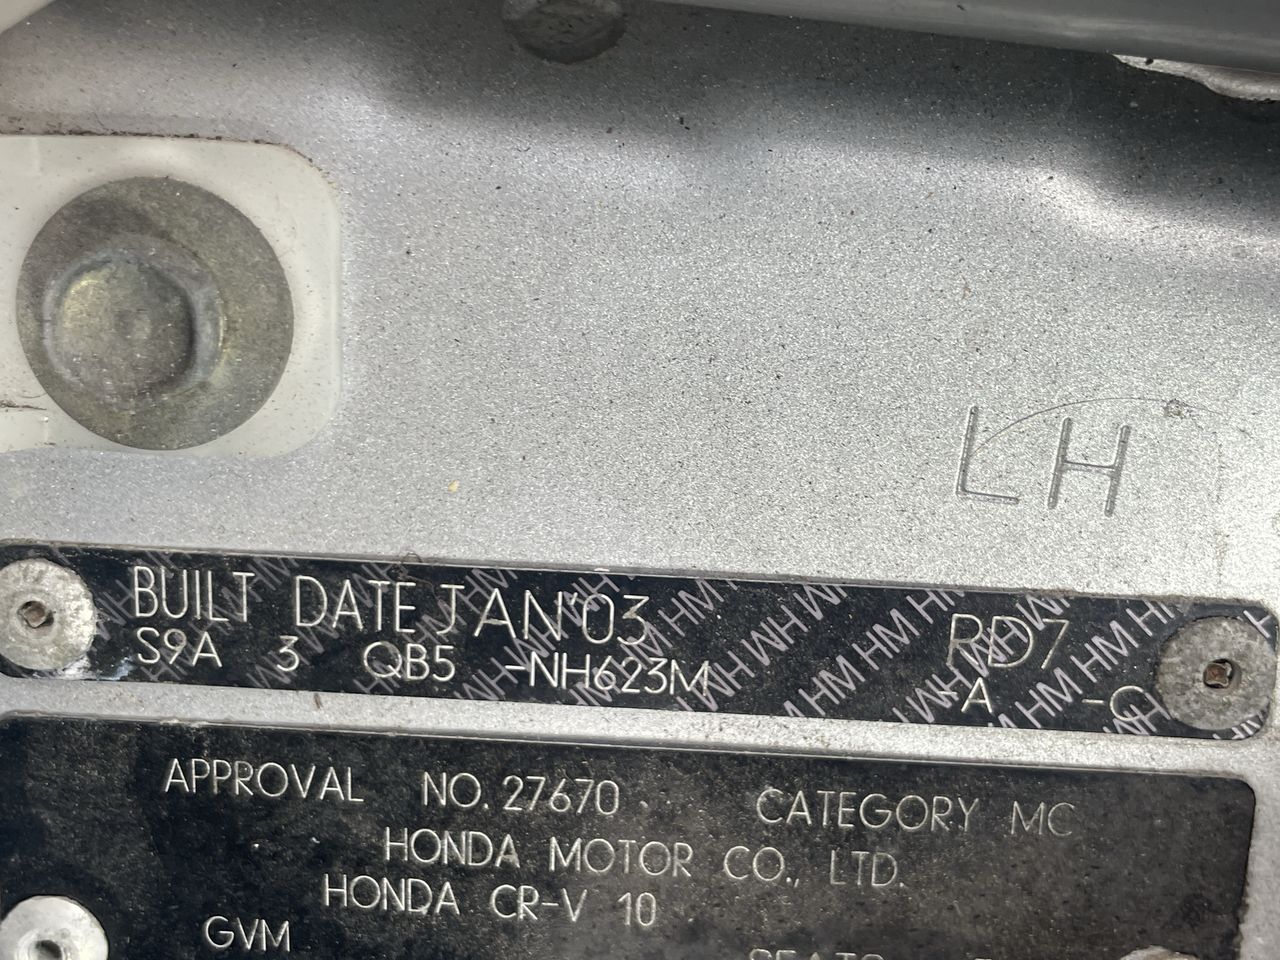 LH
BUILT DATE JAN'03 RD7
S9A 3 QB5 -NH623M -A -C
APPROVAL NO. 27670 CATEGORY MC
HONDA MOTOR CO., LTD.
HONDA CR-V 10
GVM